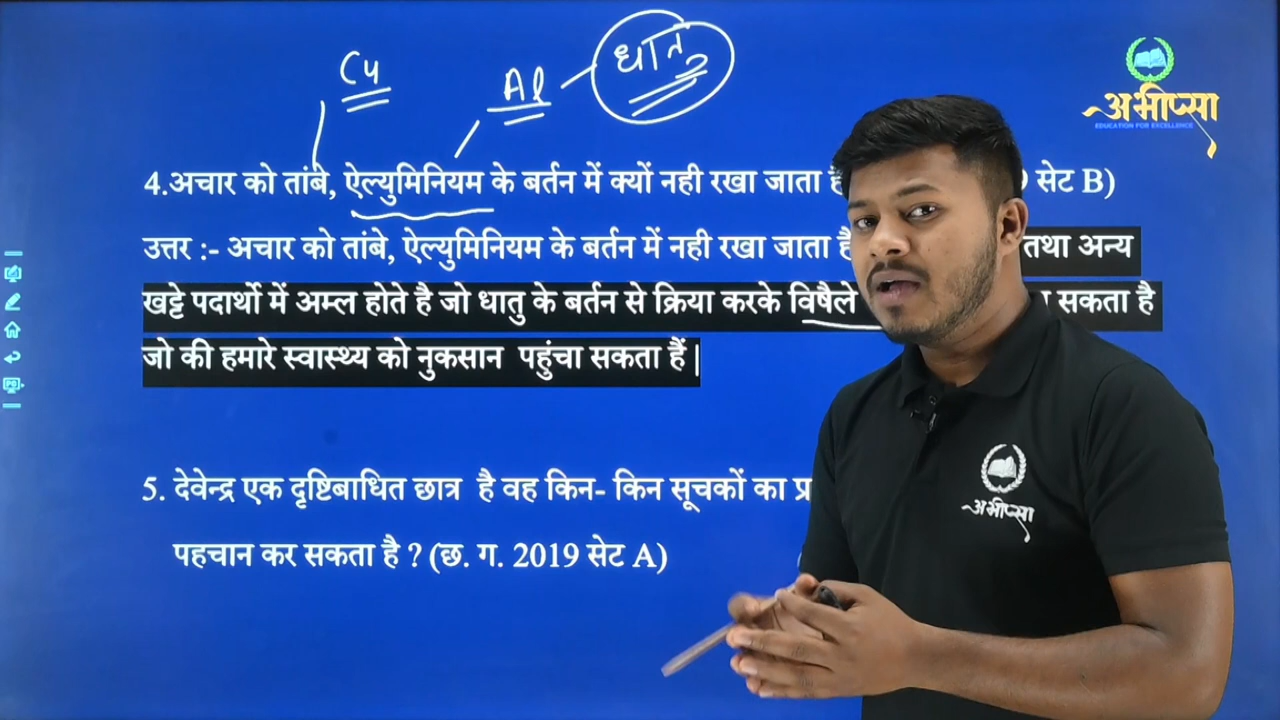 Cu
Al
धातु
अभीप्सा
EDUCATION FOR EXCELLENCE
4.अचार को तांबे, ऐल्युमिनियम के बर्तन में क्यों नही रखा जाता सेट B)
उत्तर :- अचार को तांबे, ऐल्युमिनियम के बर्तन में नही रखा जाता तथा अन्य
खट्टे पदार्थो में अम्ल होते है जो धातु के बर्तन से क्रिया करके विषैले सकता है
जो की हमारे स्वास्थ्य को नुकसान पहुंचा सकता हैं |
5. देवेन्द्र एक दृष्टिबाधित छात्र है वह किन- किन सूचकों का
पहचान कर सकता है ? (छ. ग. 2019 सेट A)
अभीप्सा